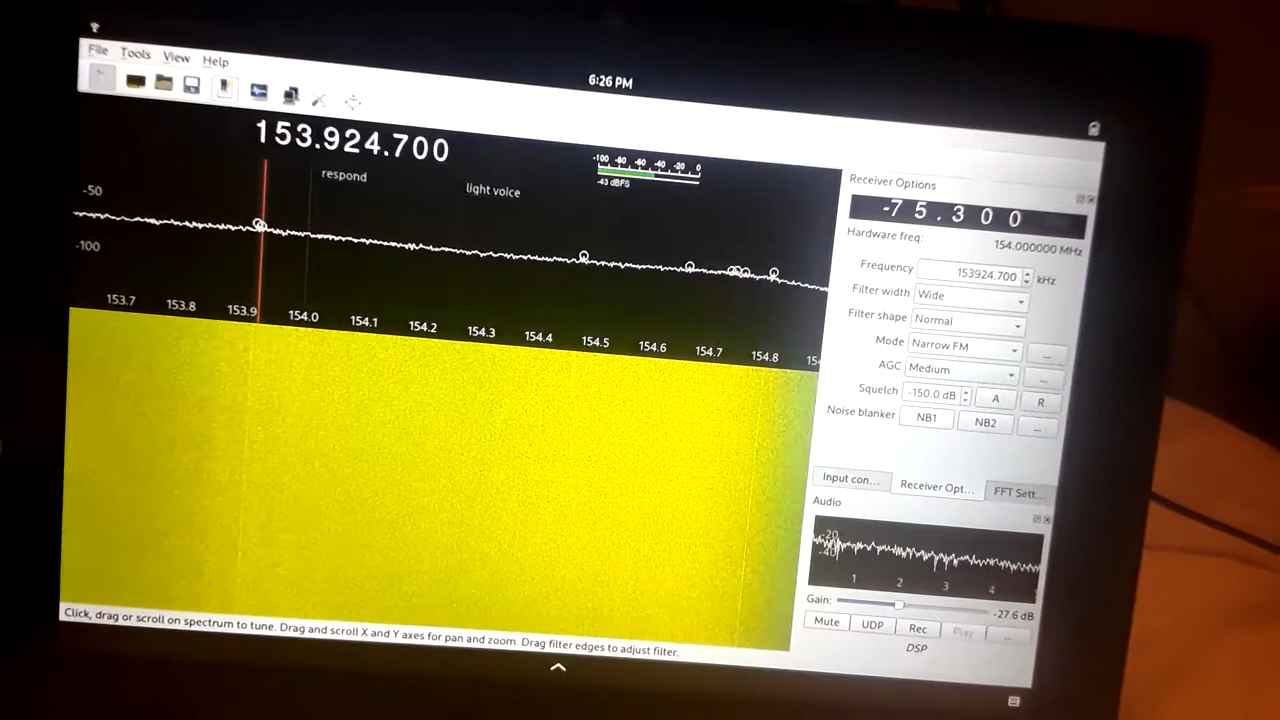 6:26 PM
File Tools View Help
153.924.700
-100 -80 -60 -40 -20 0
-43 dBFS
respond
light voice
-50
-100
153.7 153.8 153.9 154.0 154.1 154.2 154.3 154.4 154.5 154.6 154.7 154.8
Click, drag or scroll on spectrum to tune. Drag and scroll X and Y axes for pan and zoom. Drag filter edges to adjust filter.
Receiver Options
-75.300
Hardware freq: 154.000000 MHz
Frequency 153924.700 kHz
Filter width Wide
Filter shape Normal
Mode Narrow FM ...
AGC Medium ...
Squelch -150.0 dB A R
Noise blanker NB1 NB2 ...
Input con... Receiver Opt... FFT Sett...
Audio
-20
-40
1 2 3 4
Gain: -27.6 dB
Mute UDP Rec Play ...
DSP